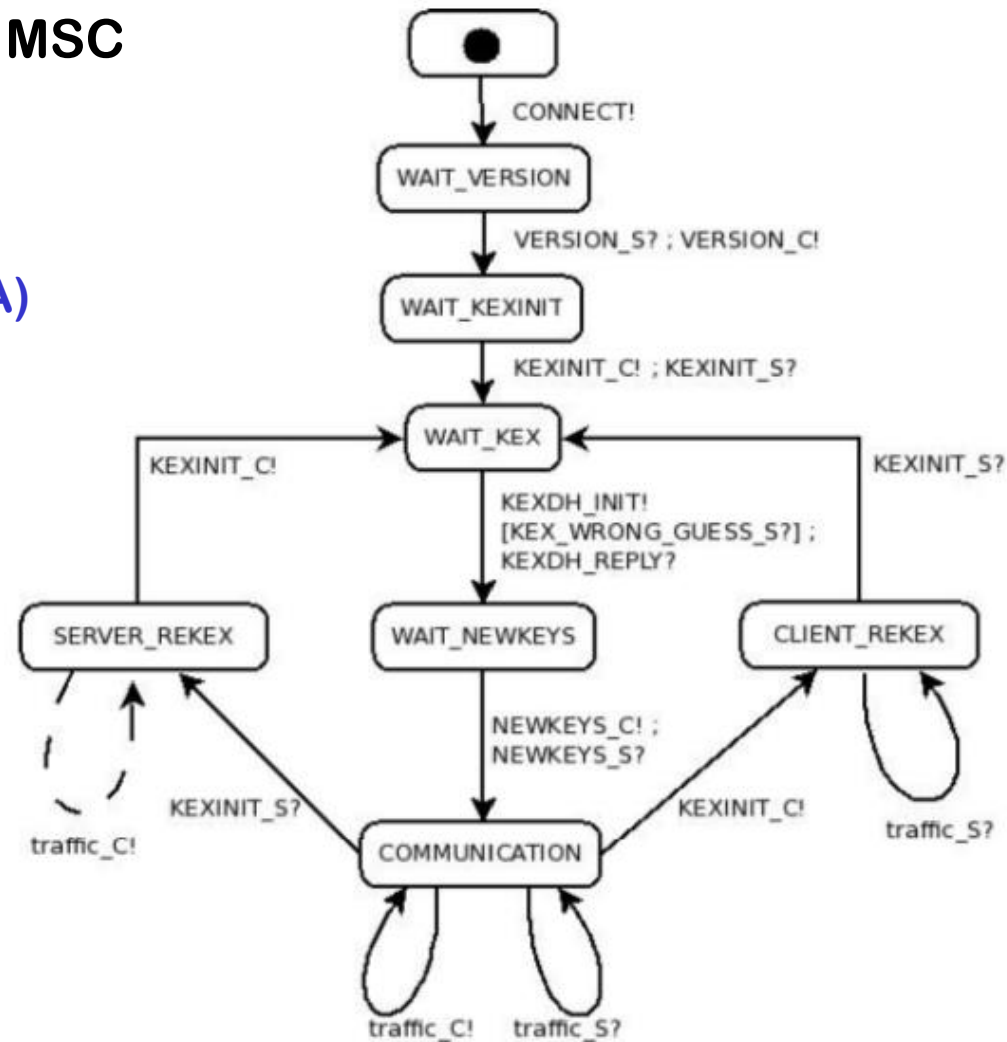 MSC
CONNECT!
WAIT_VERSION
VERSION_S? ; VERSION_C!
A)
WAIT_KEXINIT
KEXINIT_C! ; KEXINIT_S?
WAIT_KEX
KEXINIT_C!
KEXINIT_S?
KEXDH_INIT!
[KEX_WRONG_GUESS_S?] ;
KEXDH_REPLY?
SERVER_REKEX
WAIT_NEWKEYS
CLIENT_REKEX
NEWKEYS_C! ;
NEWKEYS_S?
KEXINIT_S?
KEXINIT_C!
traffic_C!
traffic_S?
COMMUNICATION
traffic_C!
traffic_S?